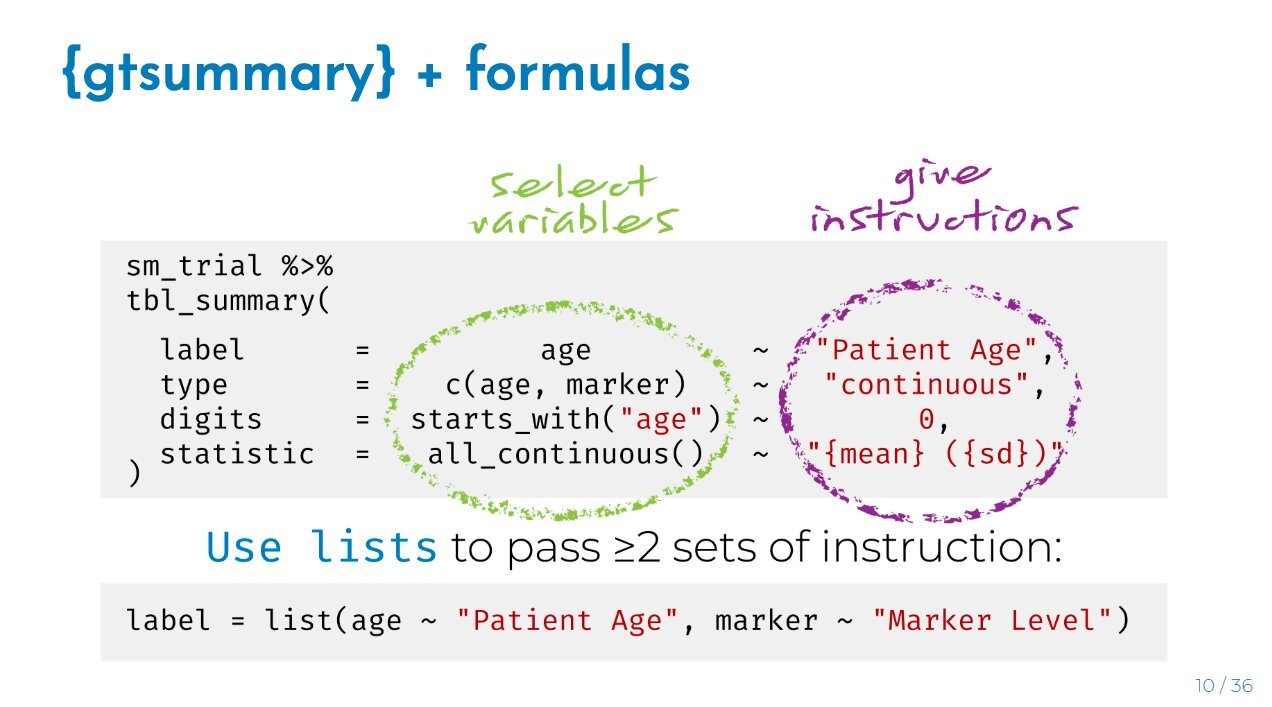 {gtsummary} + formulas
select
variables
give
instructions
sm_trial %>%
tbl_summary(
label = age ~ "Patient Age",
type = c(age, marker) ~ "continuous",
digits = starts_with("age") ~ 0,
statistic = all_continuous() ~ "{mean} ({sd})"
)
Use lists to pass ≥2 sets of instruction:
label = list(age ~ "Patient Age", marker ~ "Marker Level")
10 / 36